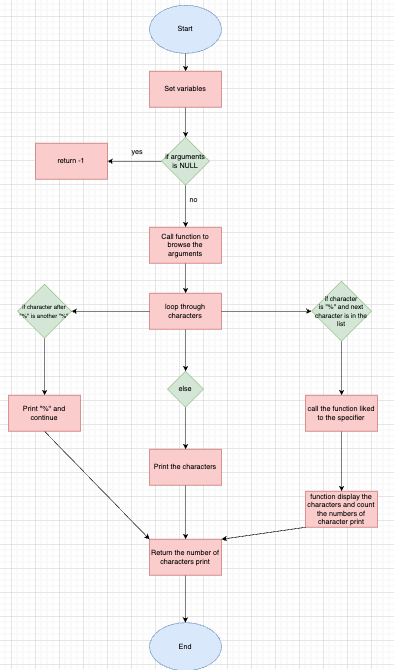 Start
Set variables
if arguments
is NULL
yes
return -1
no
Call function to
browse the
arguments
loop through
characters
if character after
"%" is another "%"
if character
is "%" and next
character is in the
list
else
Print "%" and
continue
call the function liked
to the specifier
Print the characters
function display the
characters and count
the numbers of
character print
Return the number of
characters print
End